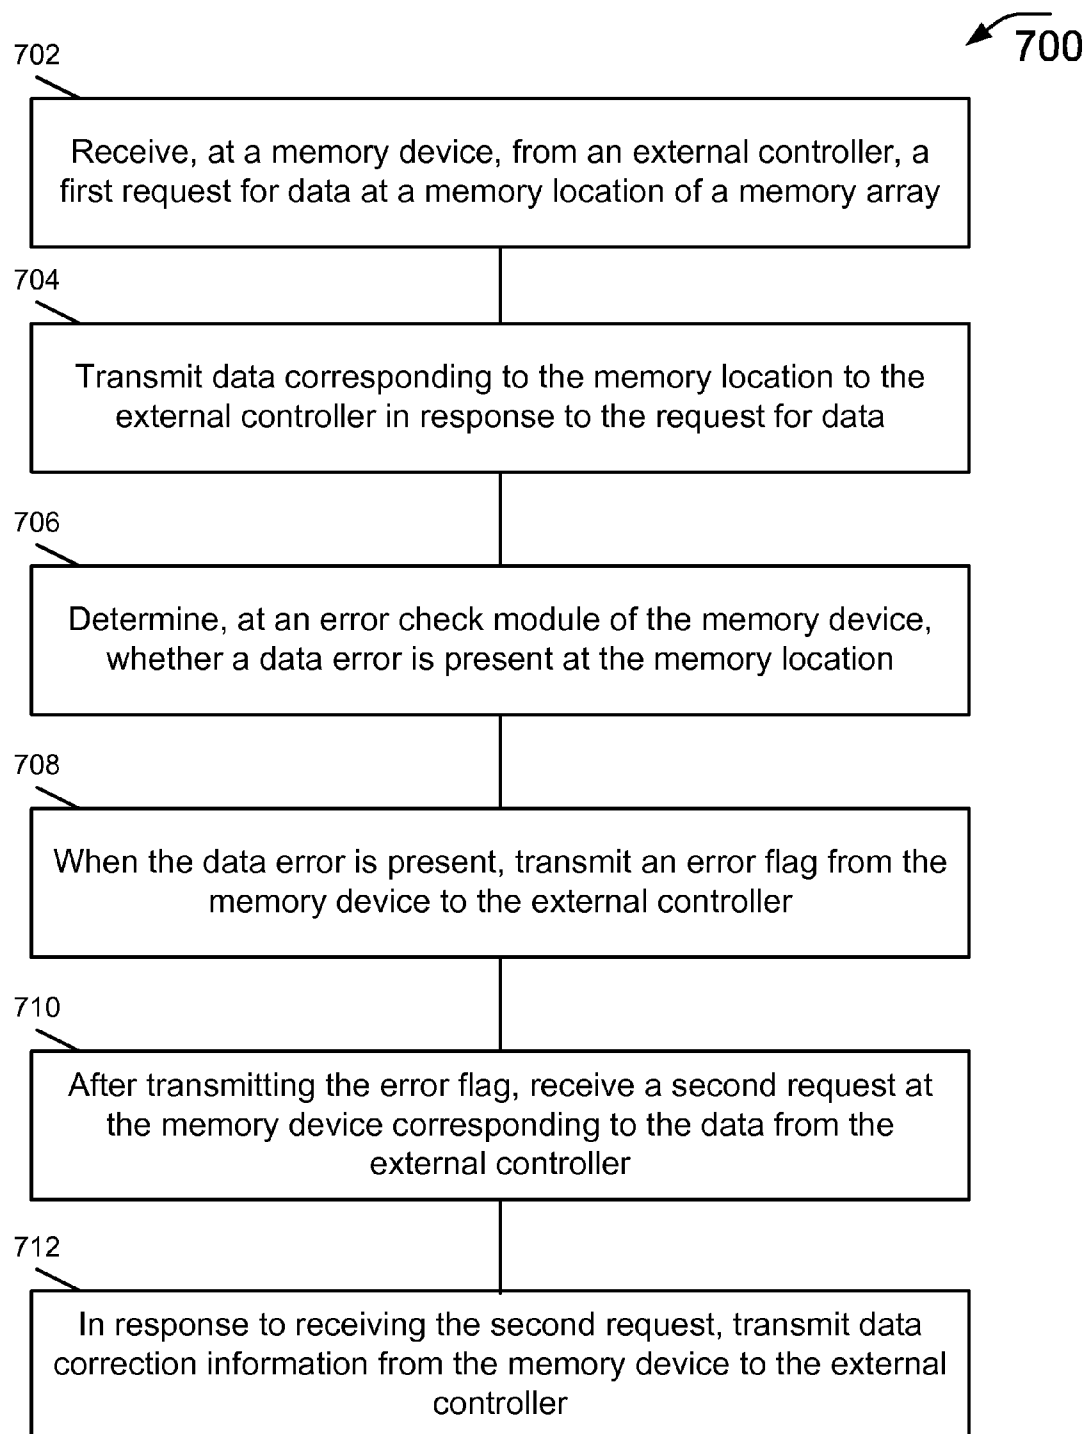 700
702
Receive, at a memory device, from an external controller, a
first request for data at a memory location of a memory array
704
Transmit data corresponding to the memory location to the
external controller in response to the request for data
706
Determine, at an error check module of the memory device,
whether a data error is present at the memory location
708
When the data error is present, transmit an error flag from the
memory device to the external controller
710
After transmitting the error flag, receive a second request at
the memory device corresponding to the data from the
external controller
712
In response to receiving the second request, transmit data
correction information from the memory device to the external
controller